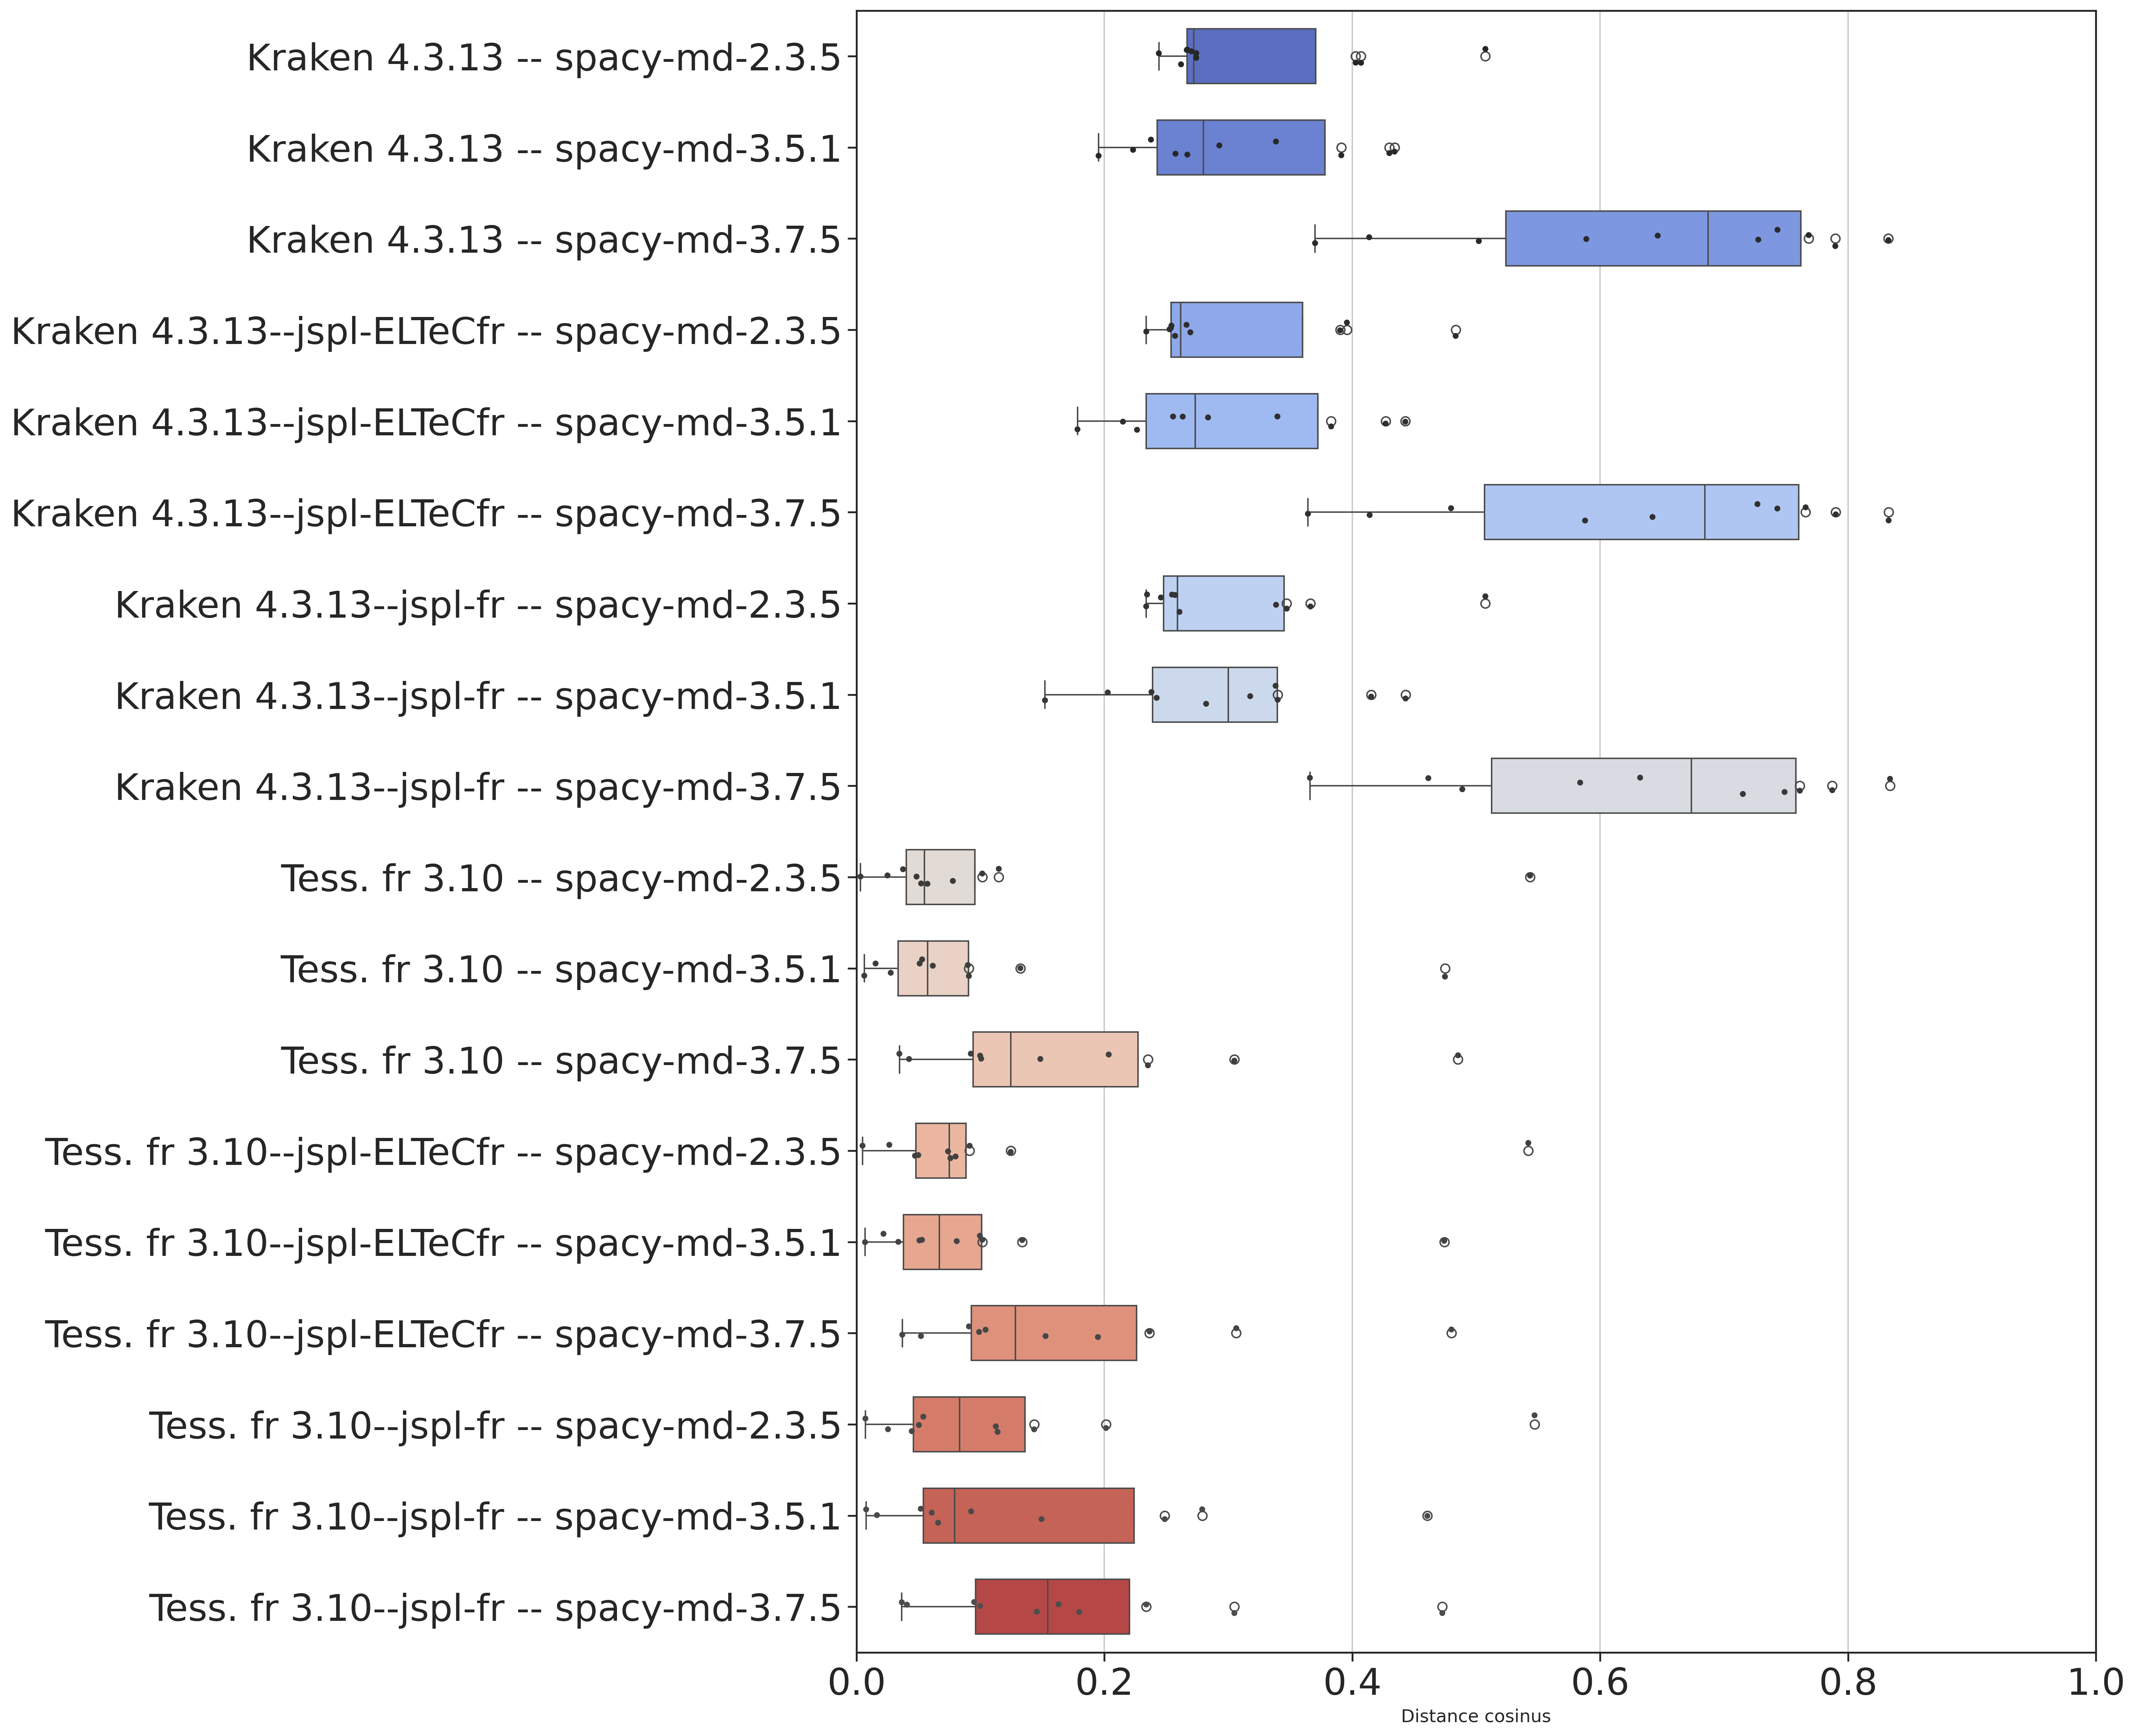 Kraken 4.3.13 -- spacy-md-2.3.5
Kraken 4.3.13 -- spacy-md-3.5.1
Kraken 4.3.13 -- spacy-md-3.7.5
Kraken 4.3.13--jspl-ELTeCfr -- spacy-md-2.3.5
Kraken 4.3.13--jspl-ELTeCfr -- spacy-md-3.5.1
Kraken 4.3.13--jspl-ELTeCfr -- spacy-md-3.7.5
Kraken 4.3.13--jspl-fr -- spacy-md-2.3.5
Kraken 4.3.13--jspl-fr -- spacy-md-3.5.1
Kraken 4.3.13--jspl-fr -- spacy-md-3.7.5
Tess. fr 3.10 -- spacy-md-2.3.5
Tess. fr 3.10 -- spacy-md-3.5.1
Tess. fr 3.10 -- spacy-md-3.7.5
Tess. fr 3.10--jspl-ELTeCfr -- spacy-md-2.3.5
Tess. fr 3.10--jspl-ELTeCfr -- spacy-md-3.5.1
Tess. fr 3.10--jspl-ELTeCfr -- spacy-md-3.7.5
Tess. fr 3.10--jspl-fr -- spacy-md-2.3.5
Tess. fr 3.10--jspl-fr -- spacy-md-3.5.1
Tess. fr 3.10--jspl-fr -- spacy-md-3.7.5
0.0 0.2 0.4 0.6 0.8 1.0
Distance cosinus